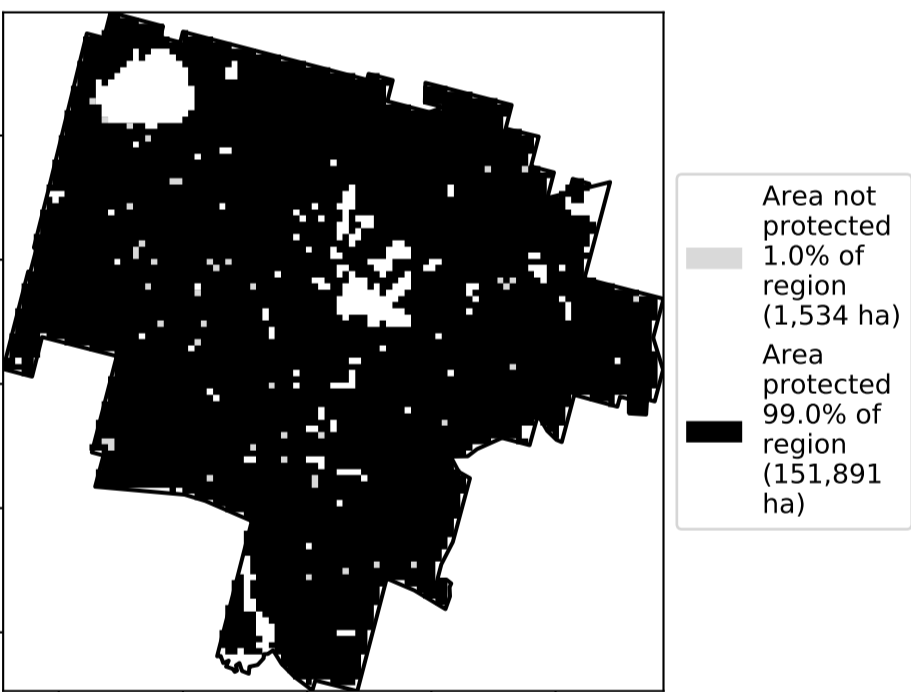 Area not
protected
1.0% of
region
(1,534 ha)
Area
protected
99.0% of
region
(151,891
ha)